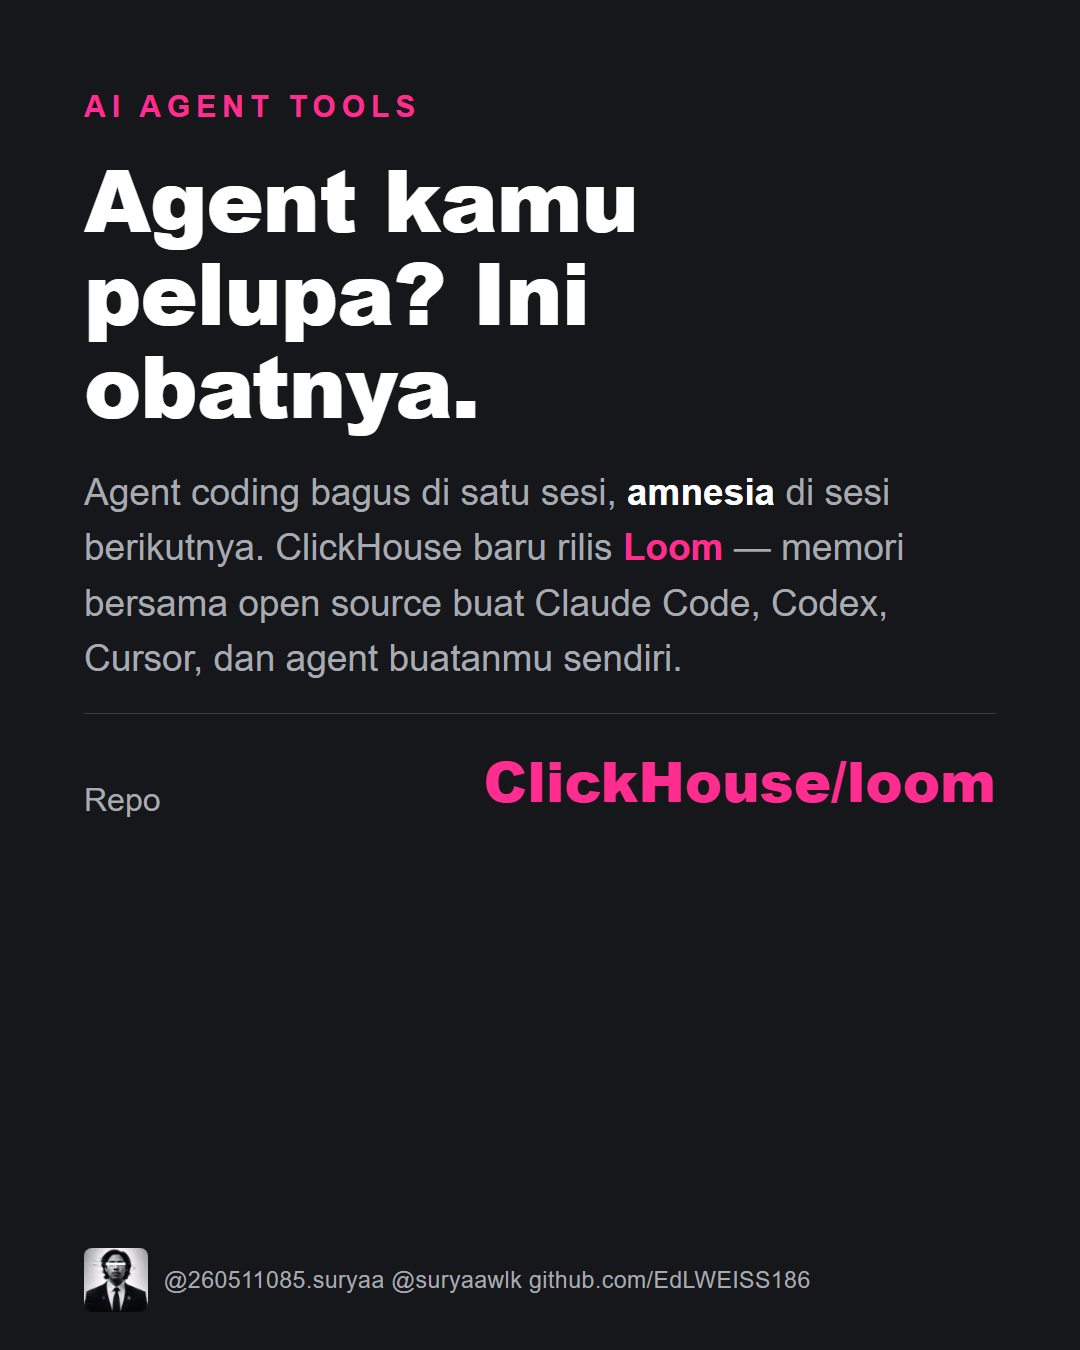 AI AGENT TOOLS
Agent kamu
pelupa? Ini
obatnya.
Agent coding bagus di satu sesi, amnesia di sesi
berikutnya. ClickHouse baru rilis Loom — memori
bersama open source buat Claude Code, Codex,
Cursor, dan agent buatanmu sendiri.
Repo
ClickHouse/loom
@260511085.suryaa @suryaawlk github.com/EdLWEISS186